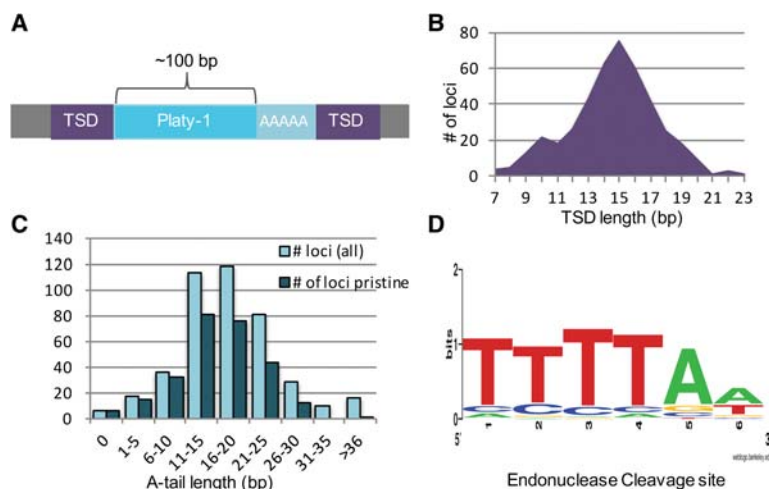 A
~100 bp
TSD
Platy-1
AAAAA
TSD
B
# of loci
80
60
40
20
0
7 9 11 13 15 17 19 21 23
TSD length (bp)
C
140
120
100
80
60
40
20
0
# loci (all)
# of loci pristine
0 1-5 6-10 11-15 16-20 21-25 26-30 31-35 >36
A-tail length (bp)
D
bits
2
1
0
TTTTAA
T
5'
1 2 3 4 5 6
Endonuclease Cleavage site